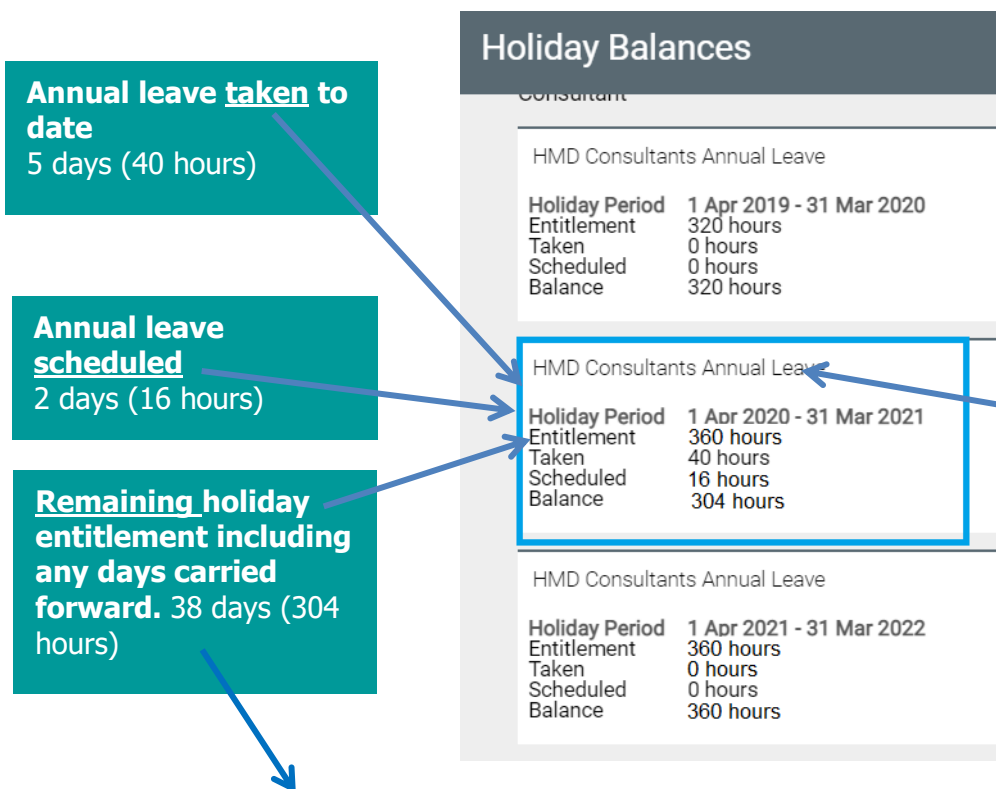 Holiday Balances
Consultant
Annual leave taken to
date
5 days (40 hours)
HMD Consultants Annual Leave
Holiday Period 1 Apr 2019 - 31 Mar 2020
Entitlement 320 hours
Taken 0 hours
Scheduled 0 hours
Balance 320 hours
Annual leave
scheduled
2 days (16 hours)
HMD Consultants Annual Leave
Holiday Period 1 Apr 2020 - 31 Mar 2021
Entitlement 360 hours
Taken 40 hours
Scheduled 16 hours
Balance 304 hours
Remaining holiday
entitlement including
any days carried
forward. 38 days (304
hours)
HMD Consultants Annual Leave
Holiday Period 1 Apr 2021 - 31 Mar 2022
Entitlement 360 hours
Taken 0 hours
Scheduled 0 hours
Balance 360 hours